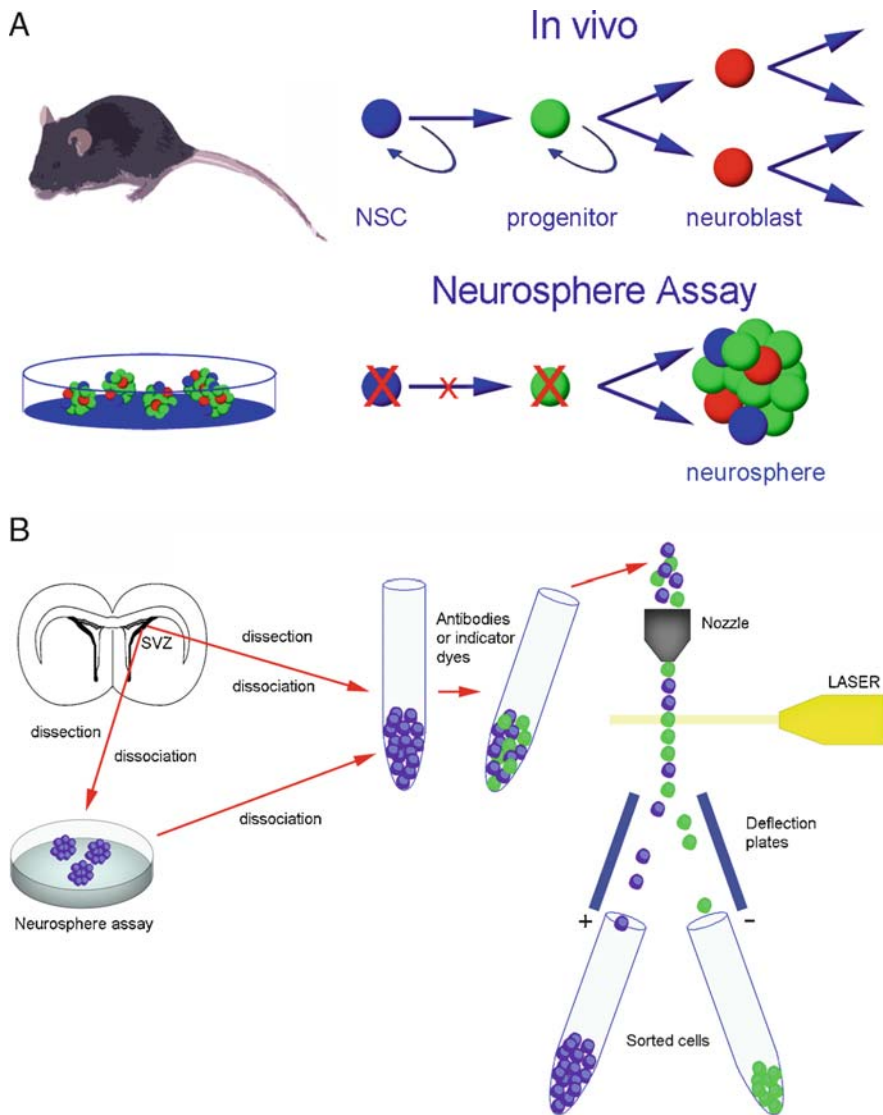 A
In vivo
NSC
progenitor
neuroblast
Neurosphere Assay
X
X
X
neurosphere
B
SVZ
dissection
dissociation
dissection
dissociation
Neurosphere assay
dissociation
Antibodies
or indicator
dyes
Nozzle
LASER
Deflection
plates
+
−
Sorted cells